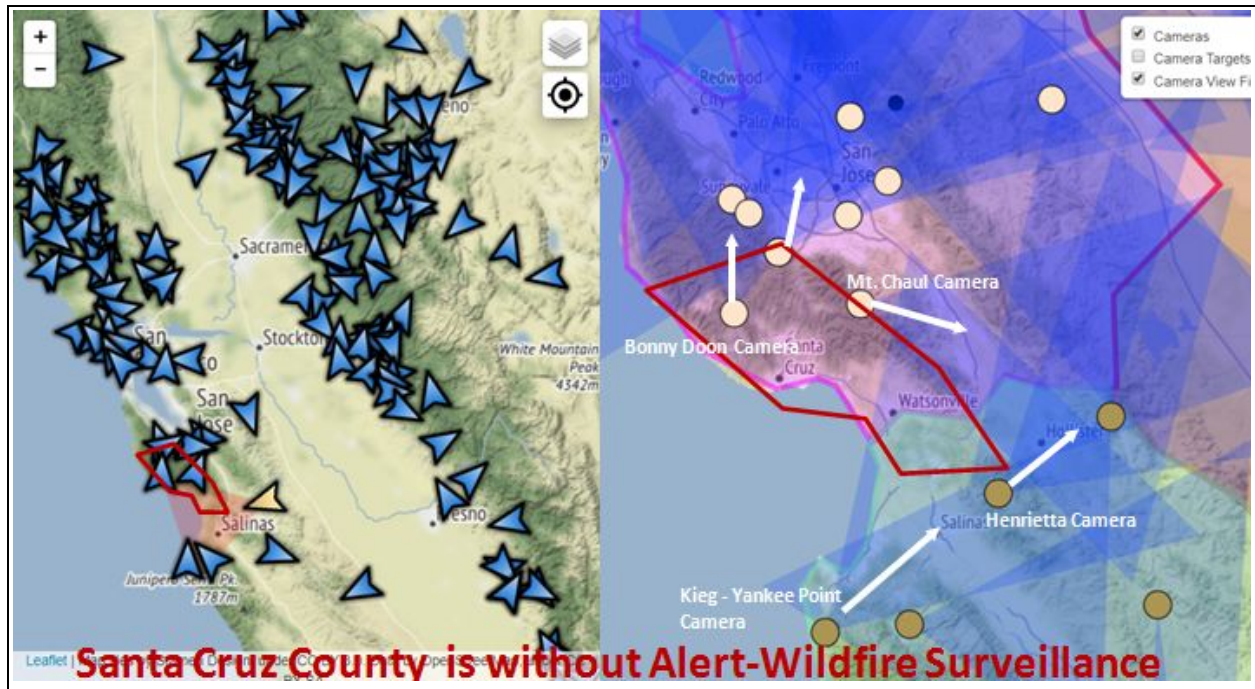 +
−
Sacrame
Stockton
San
co
San
Jose
White Mountain
Peak
4342m
Salinas
Junipero Serra Pk.
1787m
Leaflet
Cameras
Camera Targets
Camera View Fi
Redwood
City
Fremont
Palo Alto
San
Jose
Sunnyvale
Mt. Chaul Camera
Bonny Doon Camera
Santa
Cruz
Watsonville
Hollister
Henrietta Camera
Salinas
Kieg - Yankee Point
Camera
Santa Cruz County is without Alert-Wildfire Surveillance